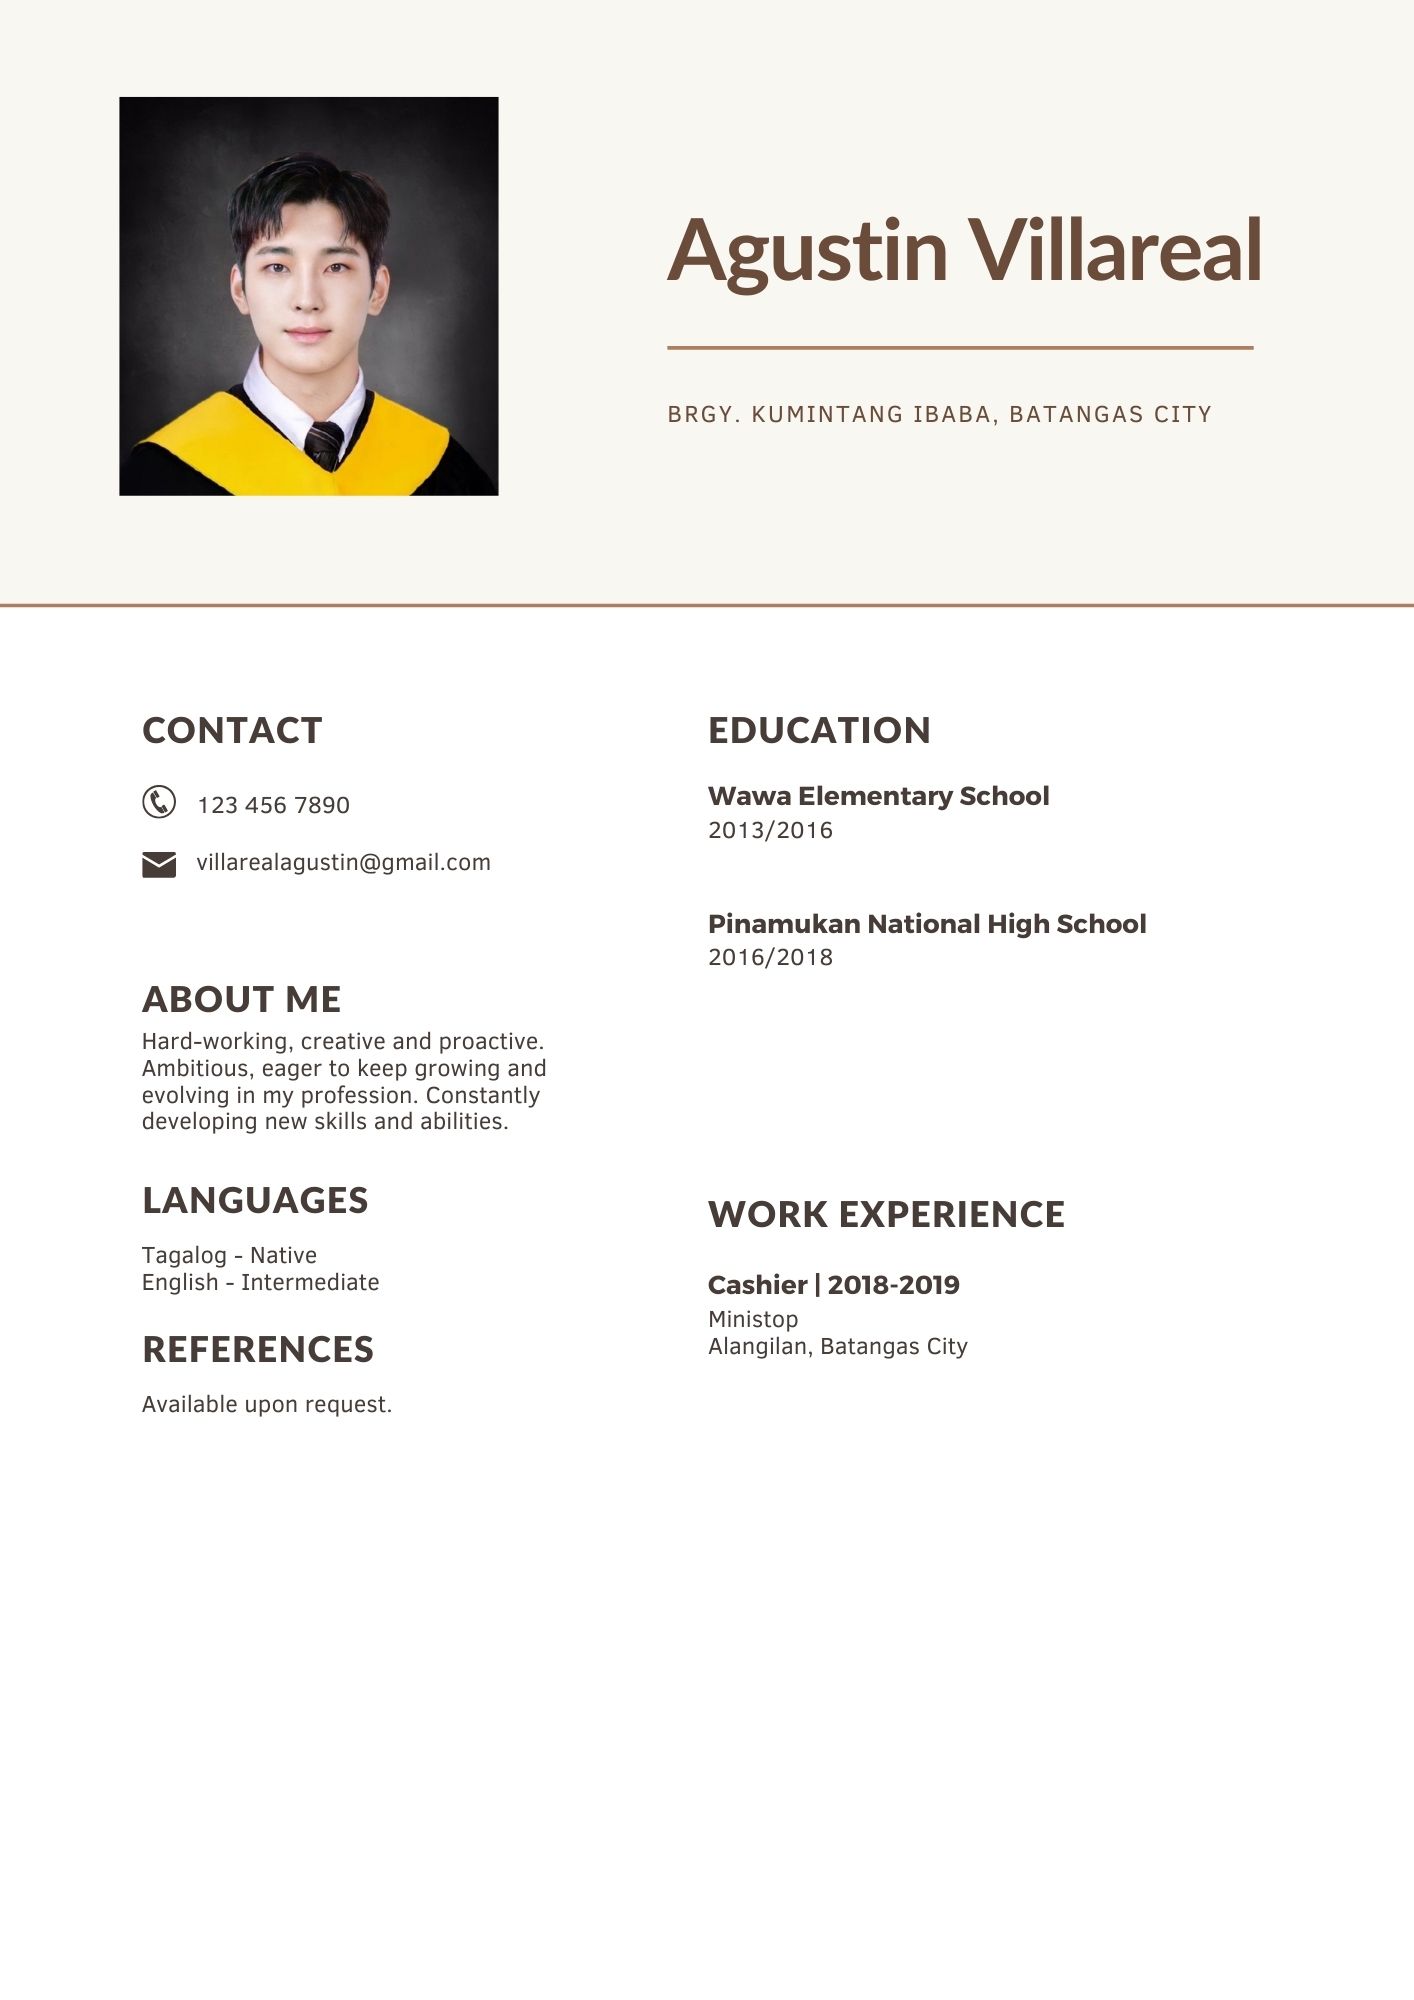 Agustin Villareal
BRGY. KUMINTANG IBABA, BATANGAS CITY
CONTACT
123 456 7890
villarealagustin@gmail.com
ABOUT ME
Hard-working, creative and proactive.
Ambitious, eager to keep growing and
evolving in my profession. Constantly
developing new skills and abilities.
LANGUAGES
Tagalog - Native
English - Intermediate
REFERENCES
Available upon request.
EDUCATION
Wawa Elementary School
2013/2016
Pinamukan National High School
2016/2018
WORK EXPERIENCE
Cashier | 2018-2019
Ministop
Alangilan, Batangas City